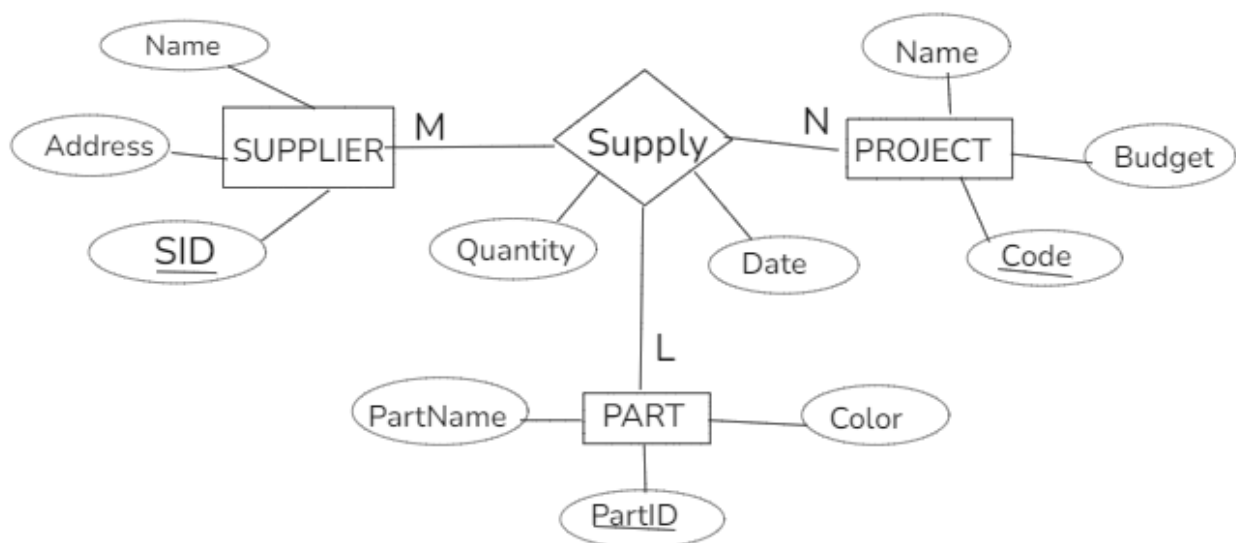 Name
Name
Address
SUPPLIER
M
Supply
N
PROJECT
Budget
SID
Quantity
Date
Code
L
PartName
PART
Color
PartID